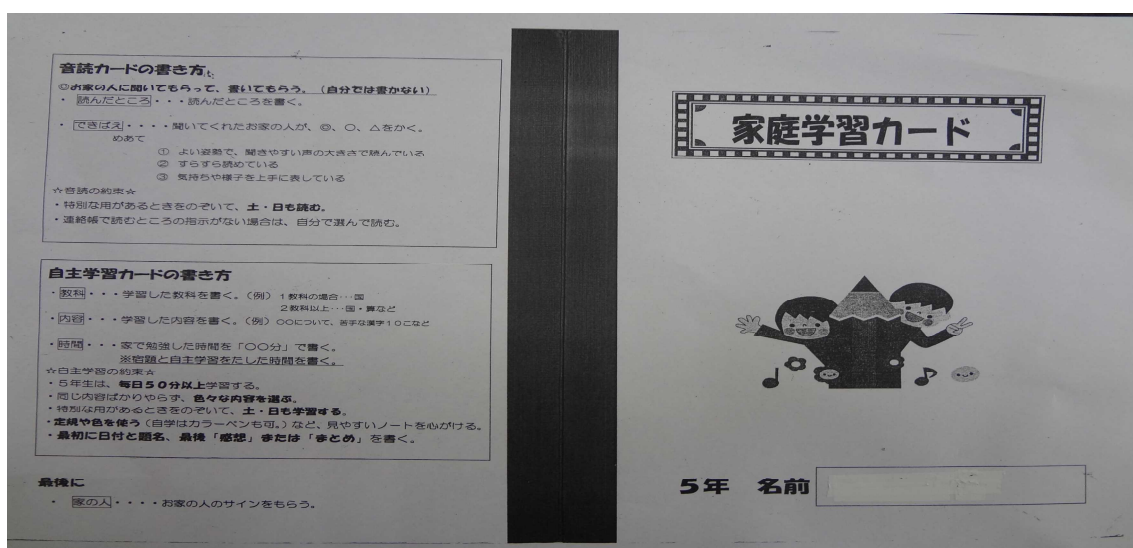 音読カードの書き方
◎お家の人に聞いてもらって、書いてもらう。(自分では書かない)
・ 読んだところ・・・読んだところを書く。
・ できばえ・・・・聞いてくれたお家の人が、◎、○、△をかく。
めあて
① よい姿勢で、聞きやすい声の大きさで読んでいる
② すらすら読めている
③ 気持ちや様子を上手に表している
☆音読の約束☆
・特別な用があるときをのぞいて、土・日も読む。
・連絡帳で読むところの指示がない場合は、自分で選んで読む。
自主学習カードの書き方
・教科・・・学習した教科を書く。(例) 1教科の場合・・・国
2教科以上・・・国・算など
・内容・・・学習した内容を書く。(例) ○○について、苦手な漢字10こなど
・時間・・・家で勉強した時間を「○○分」で書く。
※宿題と自主学習をたした時間を書く。
☆自主学習の約束☆
・5年生は、毎日50分以上学習する。
・同じ内容ばかりやらず、色々な内容を選ぶ。
・特別な用があるときをのぞいて、土・日も学習する。
・定規や色を使う(自学はカラーペンも可。)など、見やすいノートを心がける。
・最初に日付と題名、最後「感想」または「まとめ」を書く。
最後に
・ 家の人・・・・お家の人のサインをもらう。
家庭学習カード
5年 名前